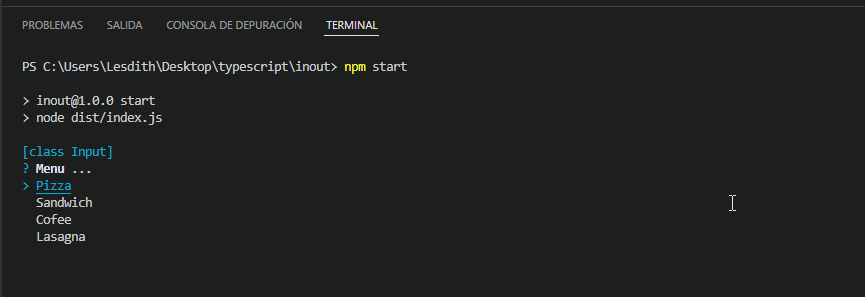 PROBLEMAS SALIDA CONSOLA DE DEPURACIÓN TERMINAL
PS C:\Users\Lesdith\Desktop\typescript\inout> npm start
> inout@1.0.0 start
> node dist/index.js
[class Input]
? Menu ...
> Pizza
Sandwich
Cofee
Lasagna